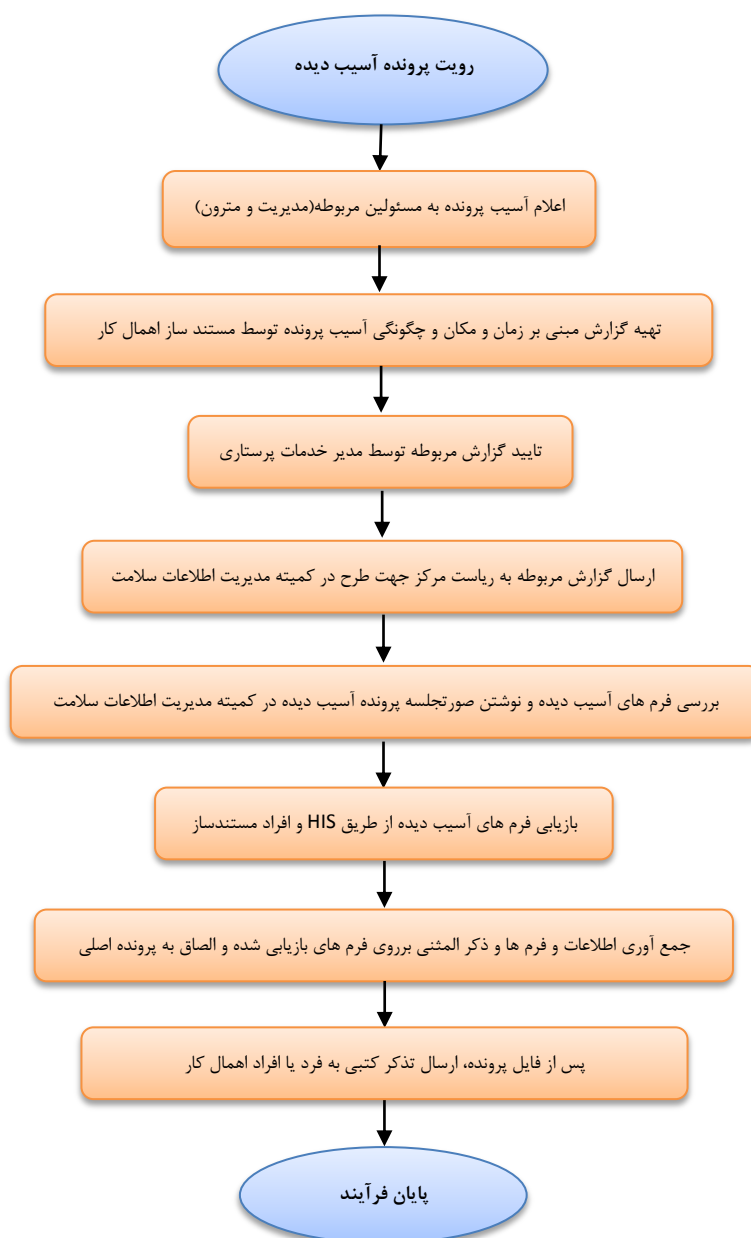 رویت پرونده آسیب دیده
اعلام آسیب پرونده به مسئولین مربوطه(مدیریت و مترون)
تهیه گزارش مبنی بر زمان و مکان و چگونگی آسیب پرونده توسط مستند ساز اهمال کار
تایید گزارش مربوطه توسط مدیر خدمات پرستاری
ارسال گزارش مربوطه به ریاست مرکز جهت طرح در کمیته مدیریت اطلاعات سلامت
بررسی فرم های آسیب دیده و نوشتن صورتجلسه پرونده آسیب دیده در کمیته مدیریت اطلاعات سلامت
بازیابی فرم های آسیب دیده از طریق HIS و افراد مستندساز
جمع آوری اطلاعات و فرم ها و ذکر المثنی برروی فرم های بازیابی شده و الصاق به پرونده اصلی
پس از فایل پرونده، ارسال تذکر کتبی به فرد یا افراد اهمال کار
پایان فرآیند